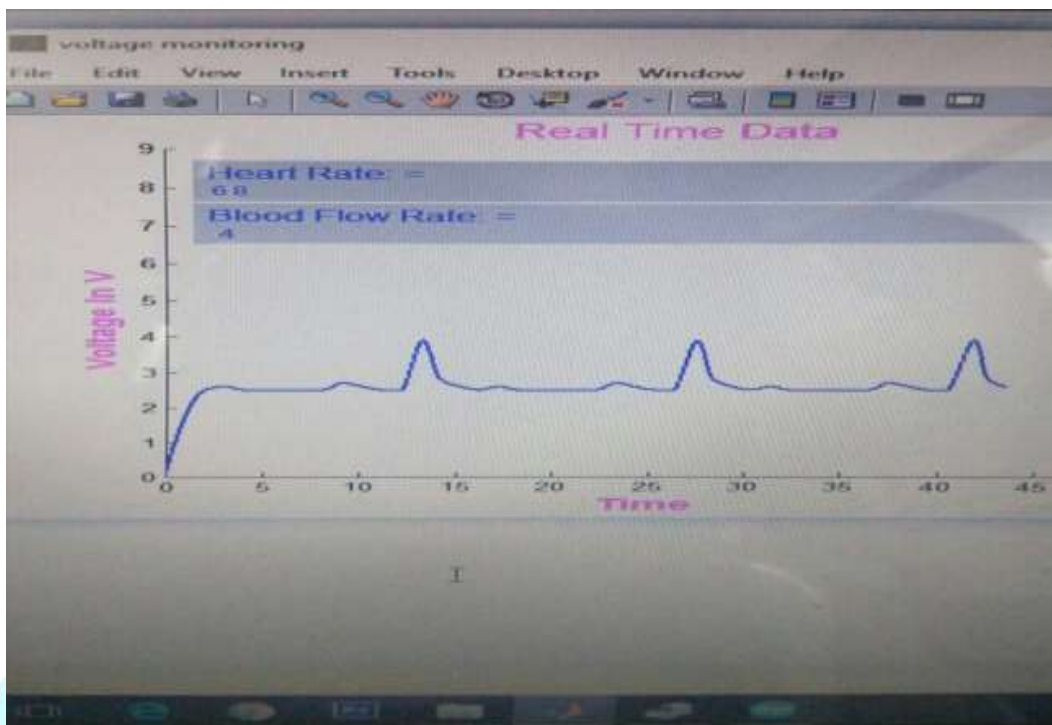 voltage monitoring
File Edit View Insert Tools Desktop Window Help
Real Time Data
Heart Rate: =
68
Blood Flow Rate: =
4
9
8
7
6
5
4
3
2
1
0
Voltage In V
0 5 10 15 20 25 30 35 40 45
Time